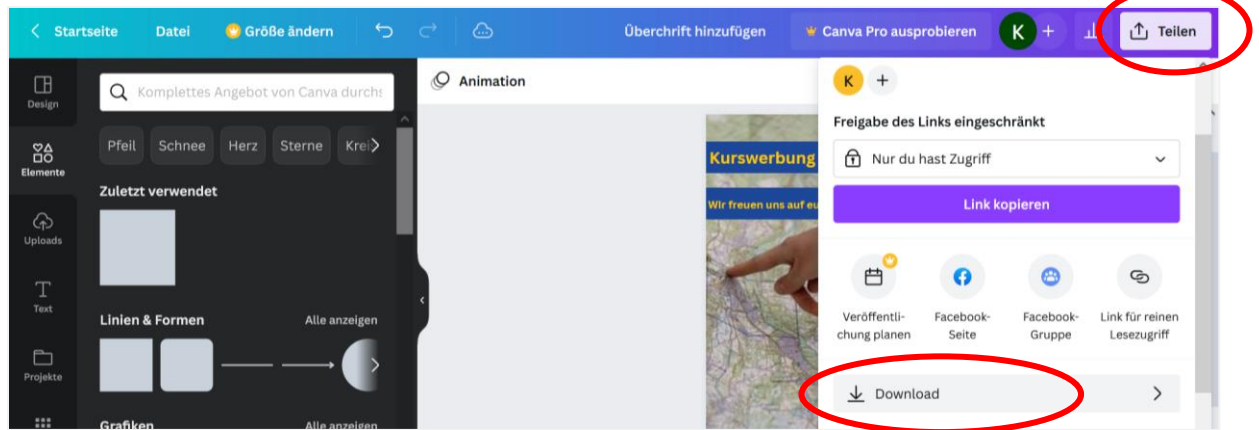 Startseite Datei Größe ändern Überschrift hinzufügen Canva Pro ausprobieren K + Teilen
Design
Elemente
Uploads
Text
Projekte
Komplettes Angebot von Canva durchs
Pfeil Schnee Herz Sterne Kreis
Zuletzt verwendet
Linien & Formen Alle anzeigen
Grafiken Alle anzeigen
Animation
Kurswerbung
Wir freuen uns auf eu
K +
Freigabe des Links eingeschränkt
Nur du hast Zugriff
Link kopieren
Veröffentli-
chung planen
Facebook-
Seite
Facebook-
Gruppe
Link für reinen
Lesezugriff
Download